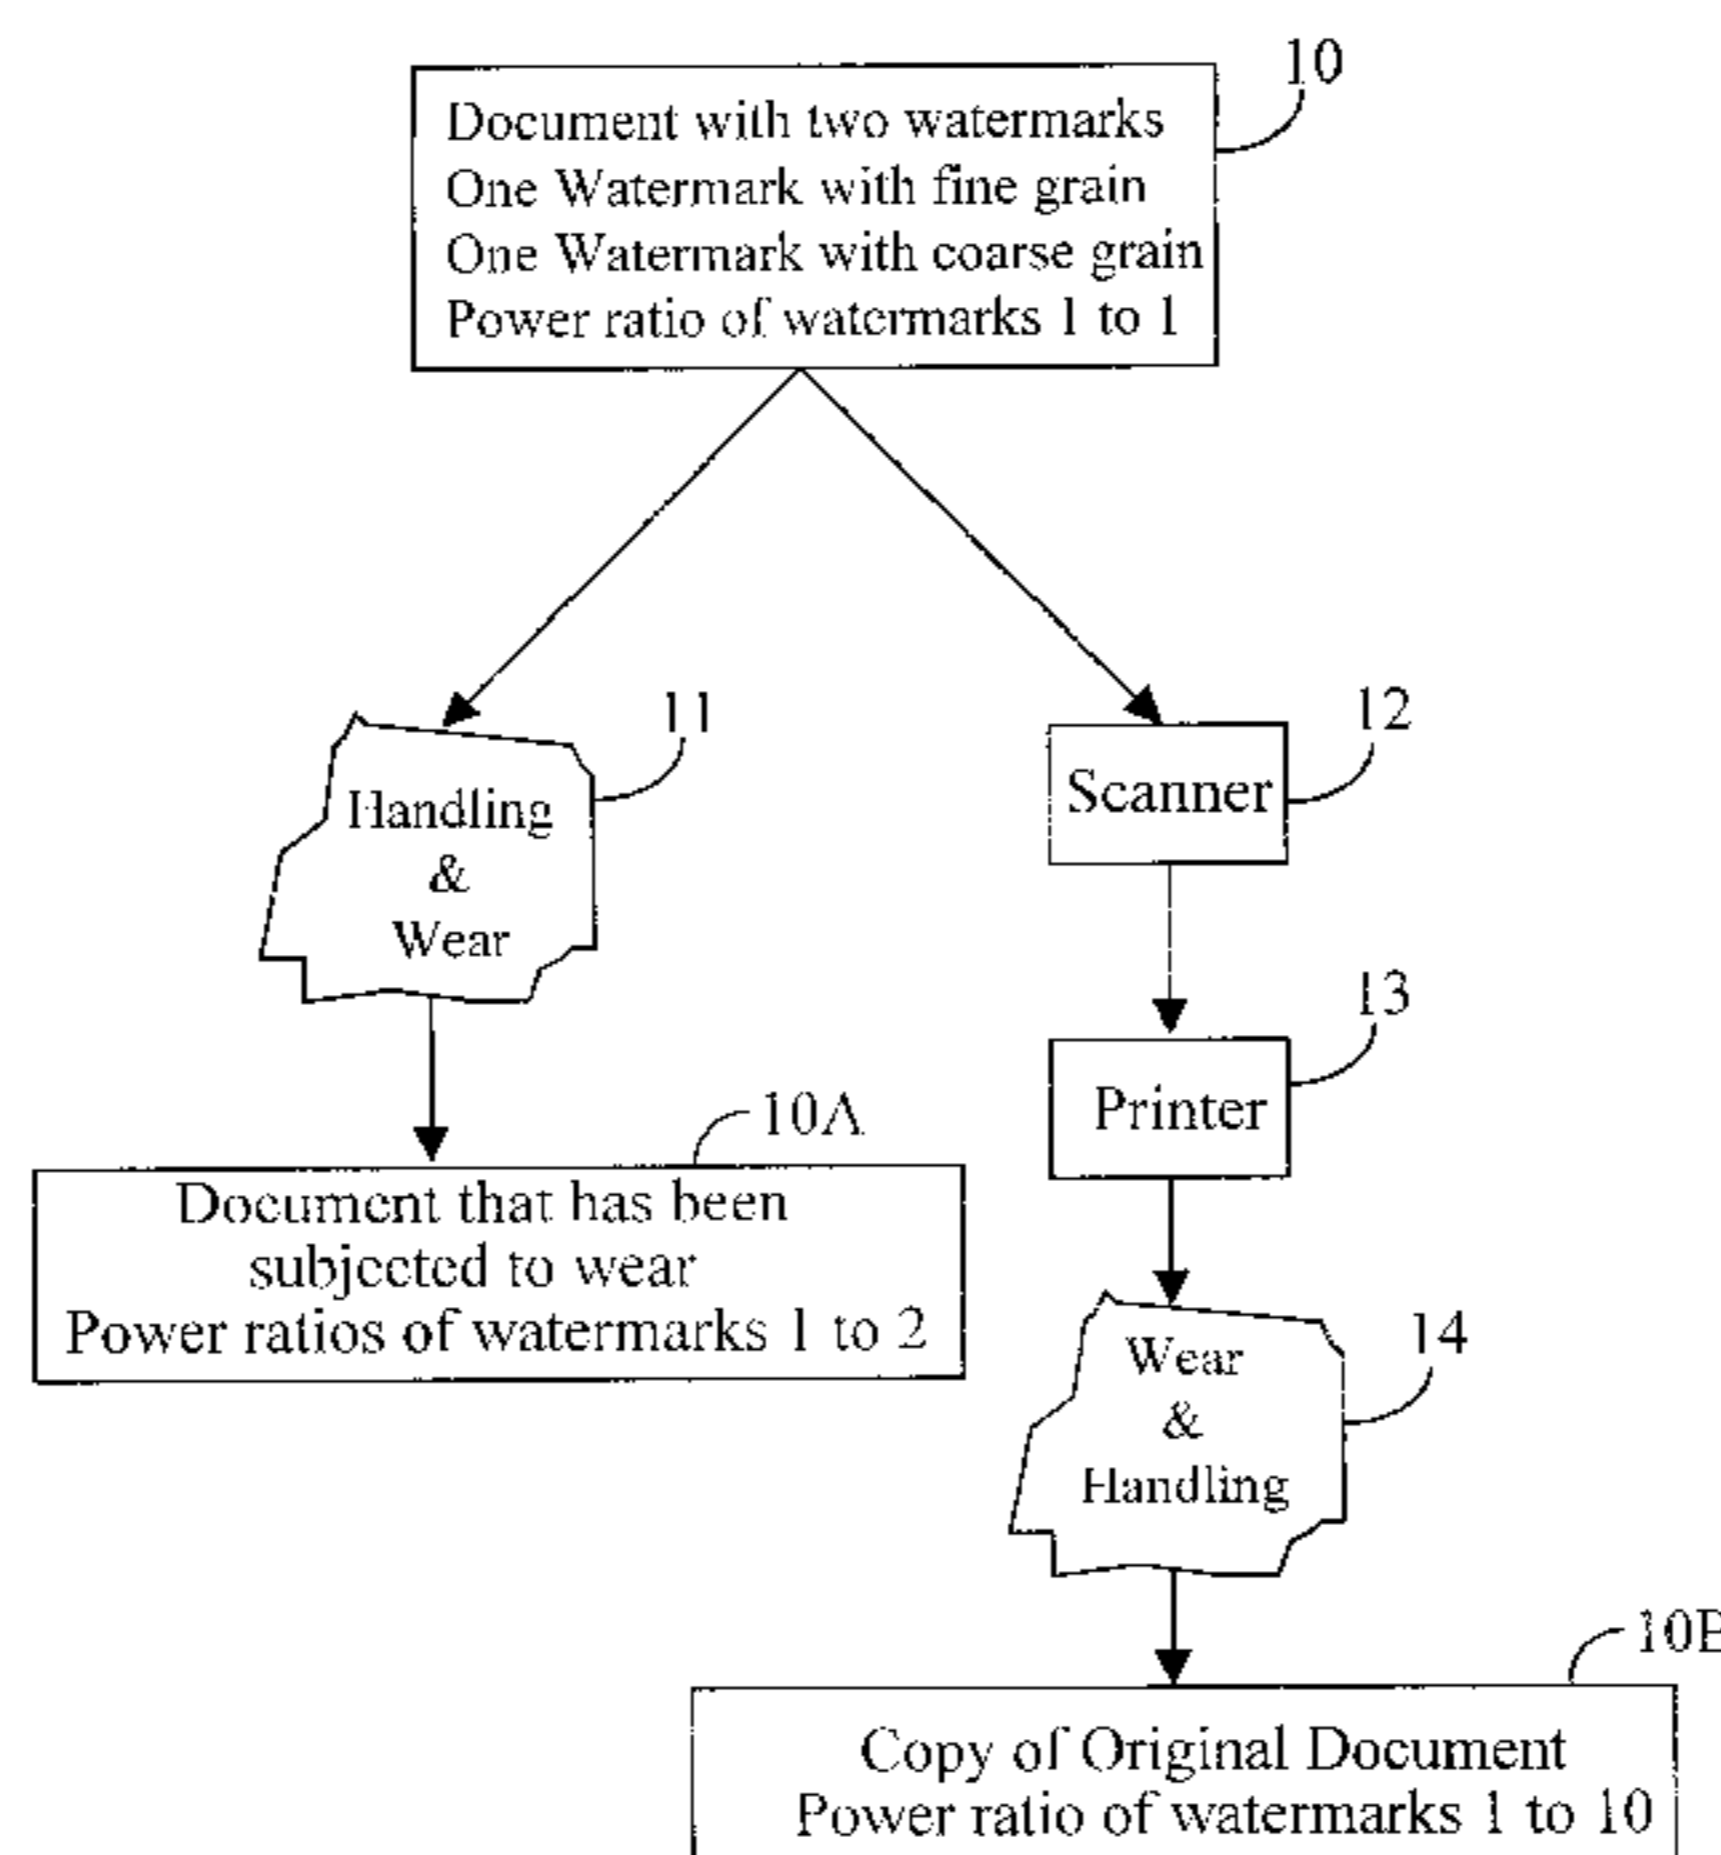 10
Document with two watermarks
One Watermark with fine grain
One Watermark with coarse grain
Power ratio of watermarks 1 to 1
11
Handling
&
Wear
12
Scanner
13
Printer
10A
Document that has been
subjected to wear
Power ratios of watermarks 1 to 2
14
Wear
&
Handling
10B
Copy of Original Document
Power ratio of watermarks 1 to 10